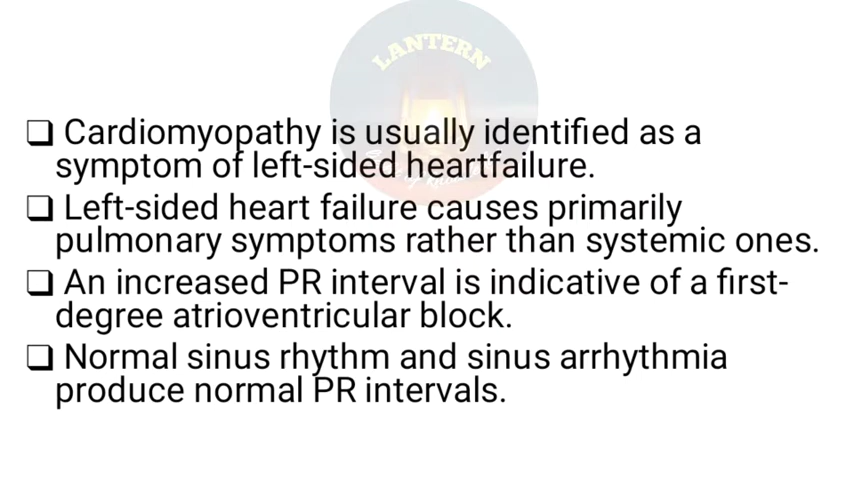 LANTERN
❑ Cardiomyopathy is usually identified as a
symptom of left-sided heartfailure.
❑ Left-sided heart failure causes primarily
pulmonary symptoms rather than systemic ones.
❑ An increased PR interval is indicative of a first-
degree atrioventricular block.
❑ Normal sinus rhythm and sinus arrhythmia
produce normal PR intervals.